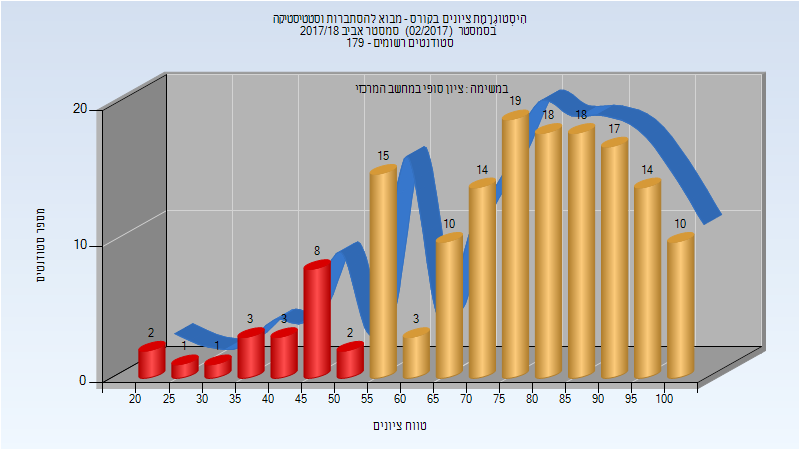 היסטוגרמת ציונים בקורס - מבוא להסתברות וסטטיסטיקה
בסמסטר (02/2017) סמסטר אביב 2017/18
סטודנטים רשומים - 179
במשימה : ציון סופי במחשב המרכזי
20
10
0
מספר סטודנטים
2
1
1
3
3
8
2
15
3
10
14
19
18
18
17
14
10
20 25 30 35 40 45 50 55 60 65 70 75 80 85 90 95 100
טווח ציונים